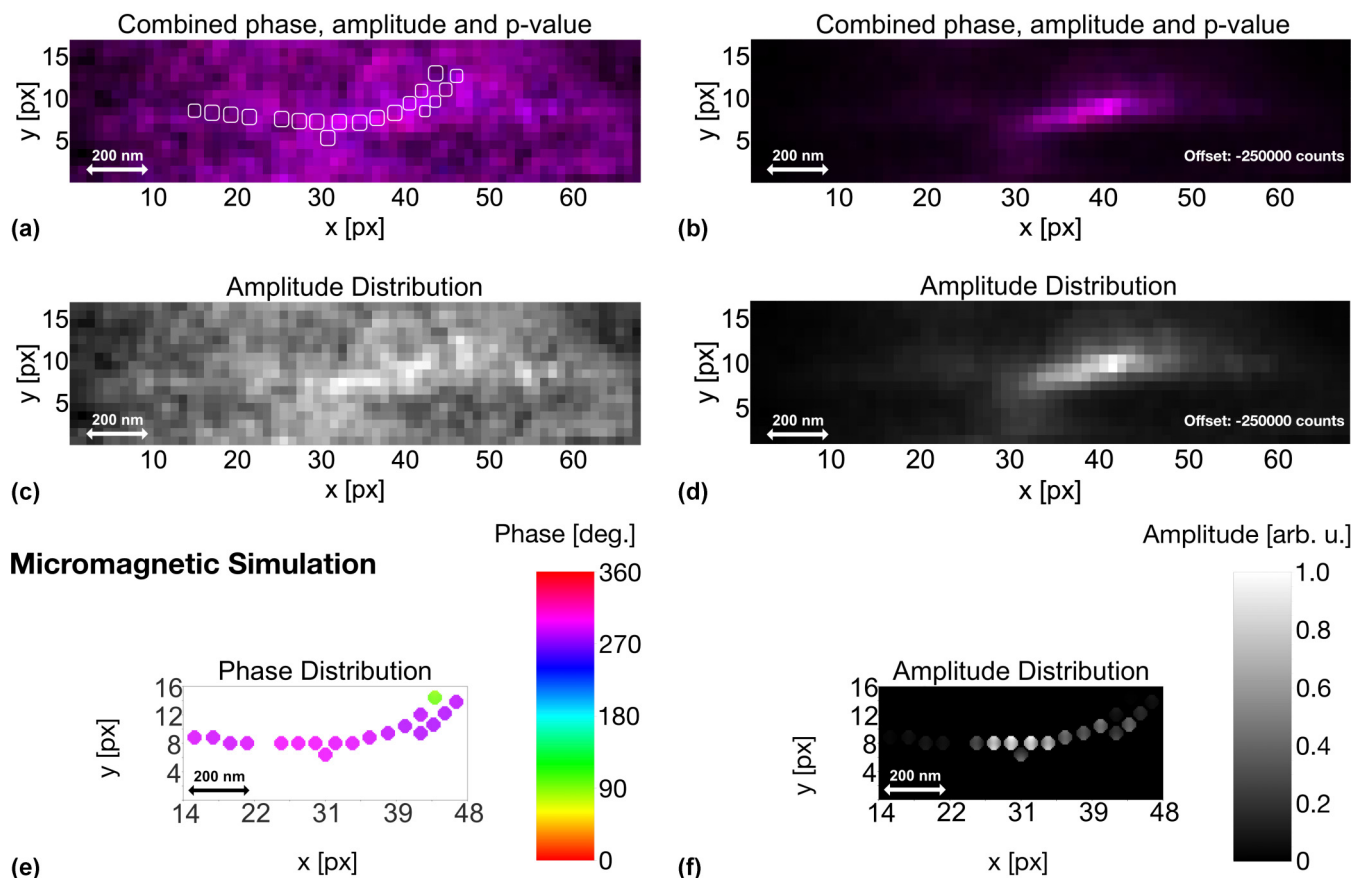 Combined phase, amplitude and p-value
15
10
5
y [px]
200 nm
10 20 30 40 50 60
x [px]
(a)
Combined phase, amplitude and p-value
15
10
5
y [px]
200 nm
Offset: -250000 counts
10 20 30 40 50 60
x [px]
(b)
Amplitude Distribution
15
10
5
y [px]
200 nm
10 20 30 40 50 60
x [px]
(c)
Amplitude Distribution
15
10
5
y [px]
200 nm
Offset: -250000 counts
10 20 30 40 50 60
x [px]
(d)
Micromagnetic Simulation
Phase [deg.]
360
270
180
90
0
Phase Distribution
16
12
8
4
y [px]
200 nm
14 22 31 39 48
x [px]
(e)
Amplitude [arb. u.]
1.0
0.8
0.6
0.4
0.2
0
Amplitude Distribution
16
12
8
4
y [px]
200 nm
14 22 31 39 48
x [px]
(f)